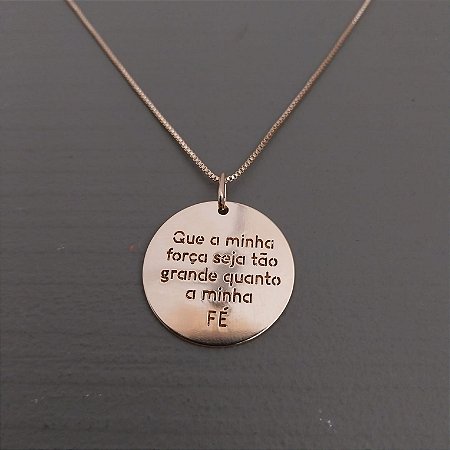 Que a minha
força seja tão
grande quanto
a minha
FÉ